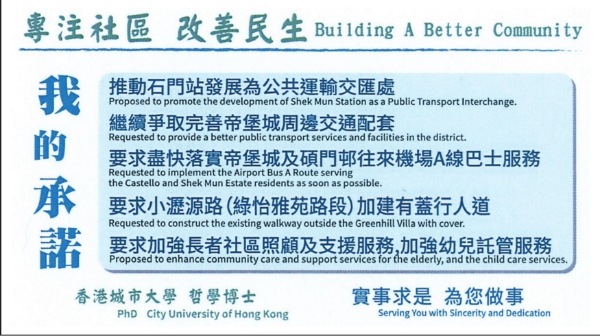 專注社區 改善民生 Building A Better Community
我的承諾
推動石門站發展為公共運輸交匯處
Proposed to promote the development of Shek Mun Station as a Public Transport Interchange.
繼續爭取完善帝堡城周邊交通配套
Requested to provide a better public transport services and facilities in the district.
要求盡快落實帝堡城及碩門邨往來機場A線巴士服務
Requested to implement the Airport Bus A Route serving
the Castello and Shek Mun Estate residents as soon as possible.
要求小瀝源路（綠怡雅苑路段）加建有蓋行人道
Requested to construct the existing walkway outside the Greenhill Villa with cover.
要求加強長者社區照顧及支援服務,加強幼兒託管服務
Proposed to enhance community care and support services for the elderly, and the child care services.
香港城市大學 哲學博士
PhD City University of Hong Kong
實事求是 為您做事
Serving You with Sincerity and Dedication